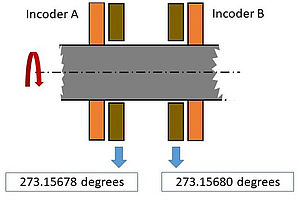 Incoder A
Incoder B
273.15678 degrees
273.15680 degrees